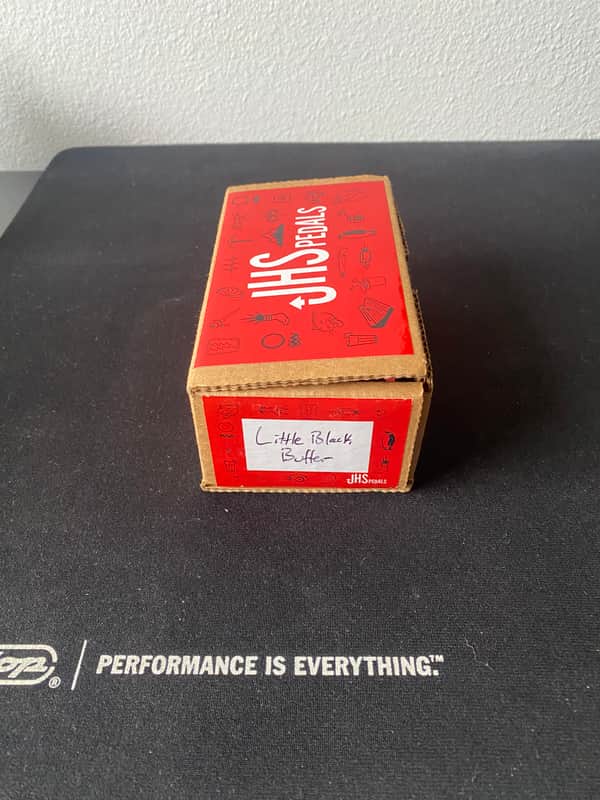 JHS PEDALS
Little Black
Buffer
JHS PEDALS
® PERFORMANCE IS EVERYTHING.™